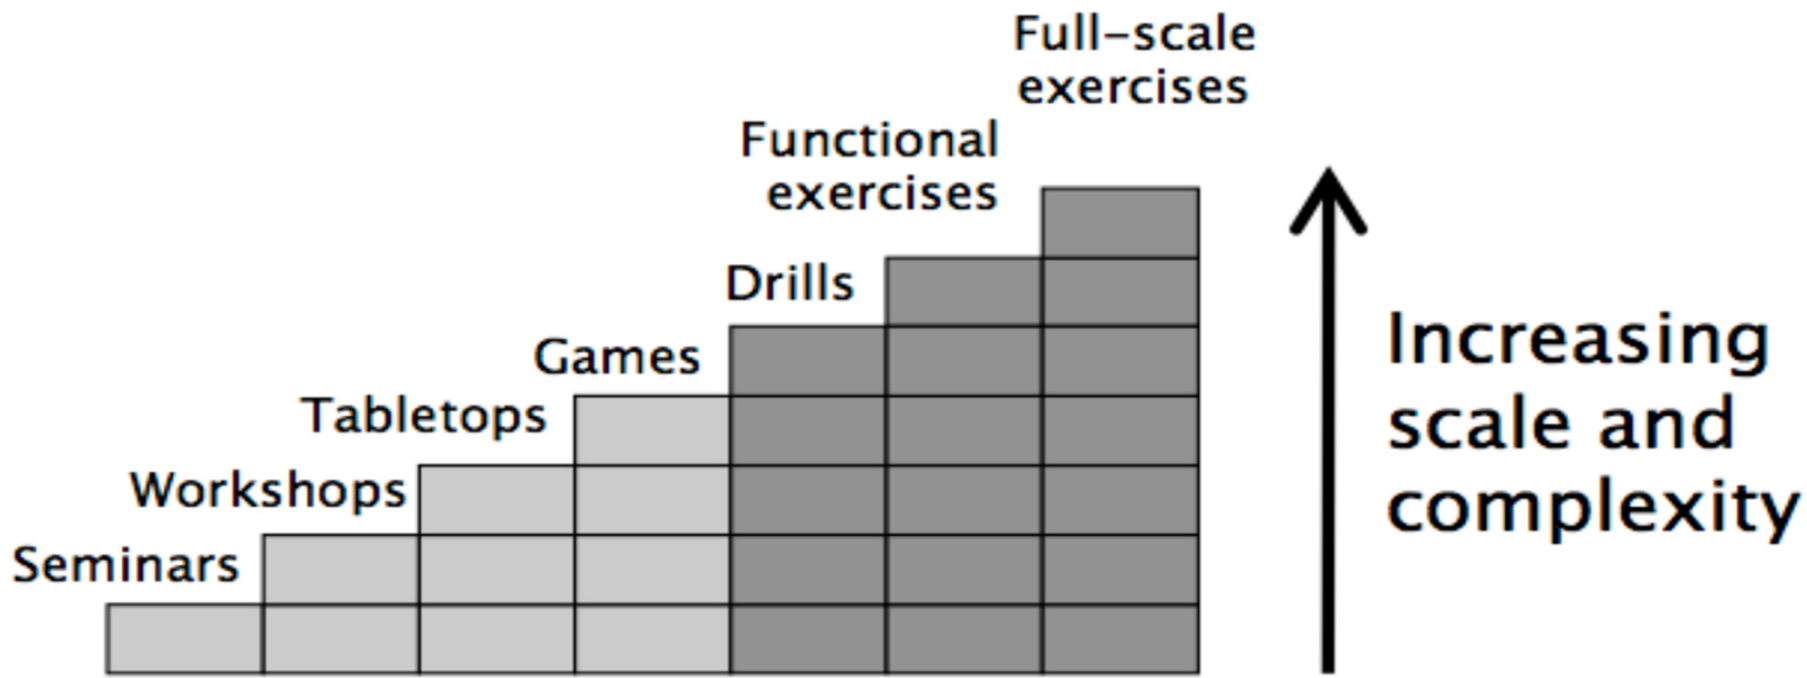 Full-scale
exercises
Functional
exercises
Drills
Games
Tabletops
Workshops
Seminars
Increasing
scale and
complexity